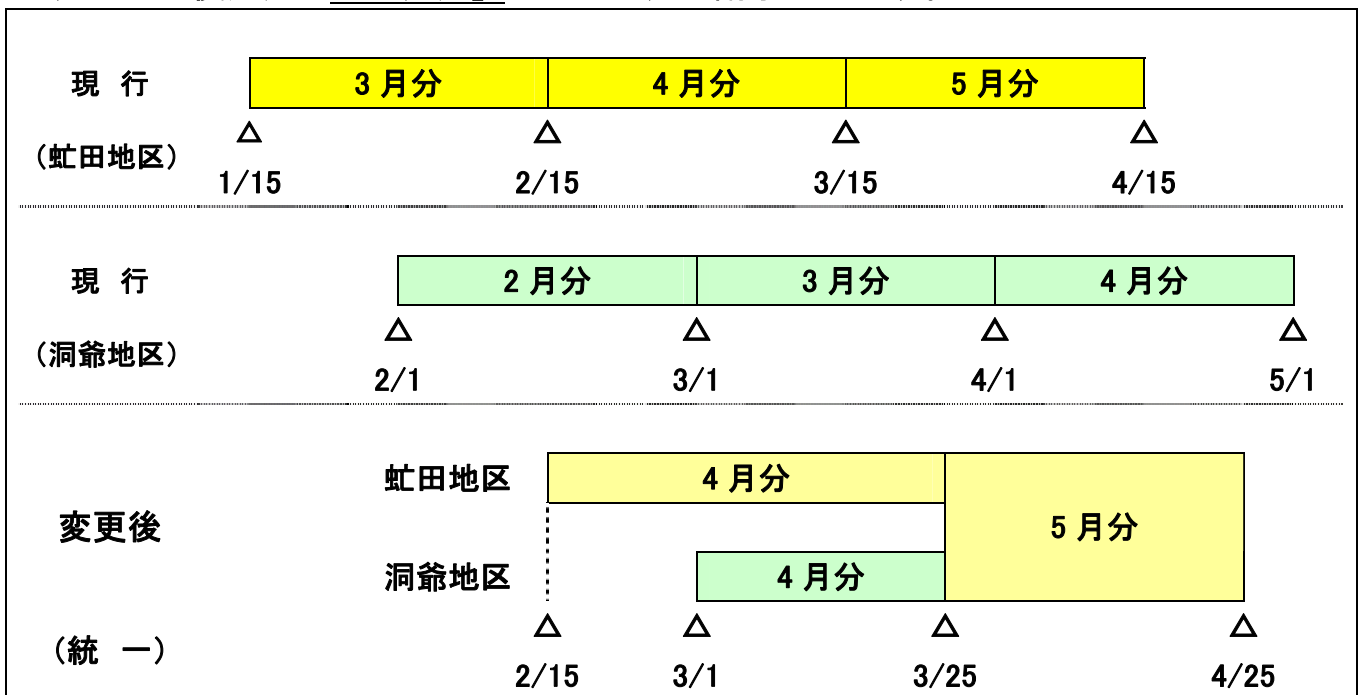 現 行
3 月分 4 月分 5 月分
(虻田地区)
△ △ △ △
1/15 2/15 3/15 4/15
現 行
2 月分 3 月分 4 月分
(洞爺地区)
△ △ △ △
2/1 3/1 4/1 5/1
変更後
虻田地区 4 月分
5 月分
洞爺地区 4 月分
(統 一)
△ △ △ △
2/15 3/1 3/25 4/25